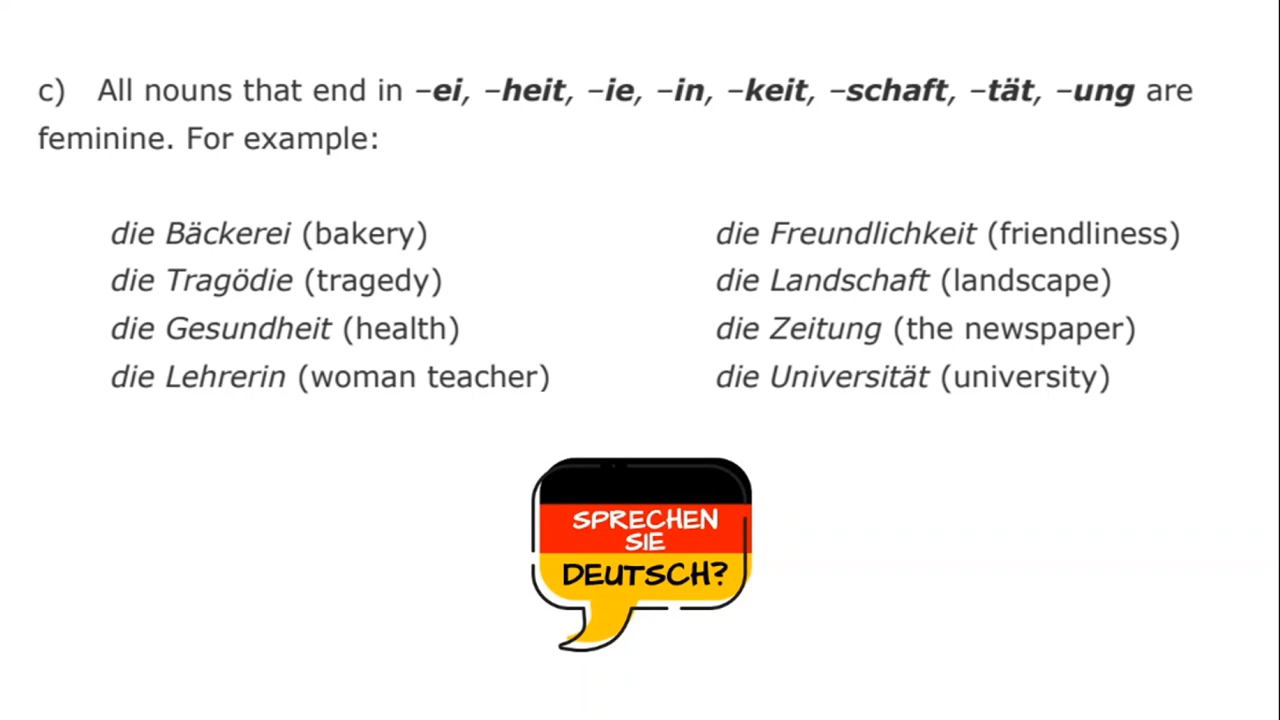 c) All nouns that end in –ei, –heit, –ie, –in, –keit, –schaft, –tät, –ung are
feminine. For example:
die Bäckerei (bakery)
die Tragödie (tragedy)
die Gesundheit (health)
die Lehrerin (woman teacher)
die Freundlichkeit (friendliness)
die Landschaft (landscape)
die Zeitung (the newspaper)
die Universität (university)
SPRECHEN
SIE
DEUTSCH?